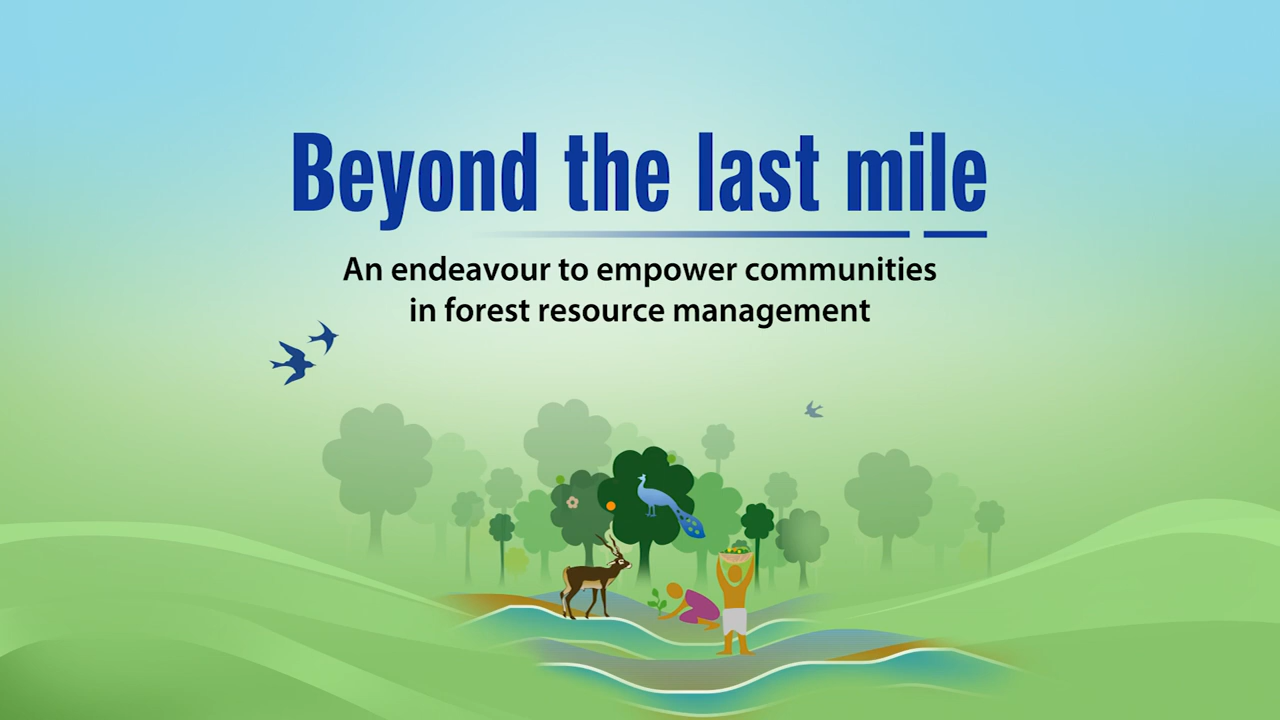 Beyond the last mile
An endeavour to empower communities
in forest resource management